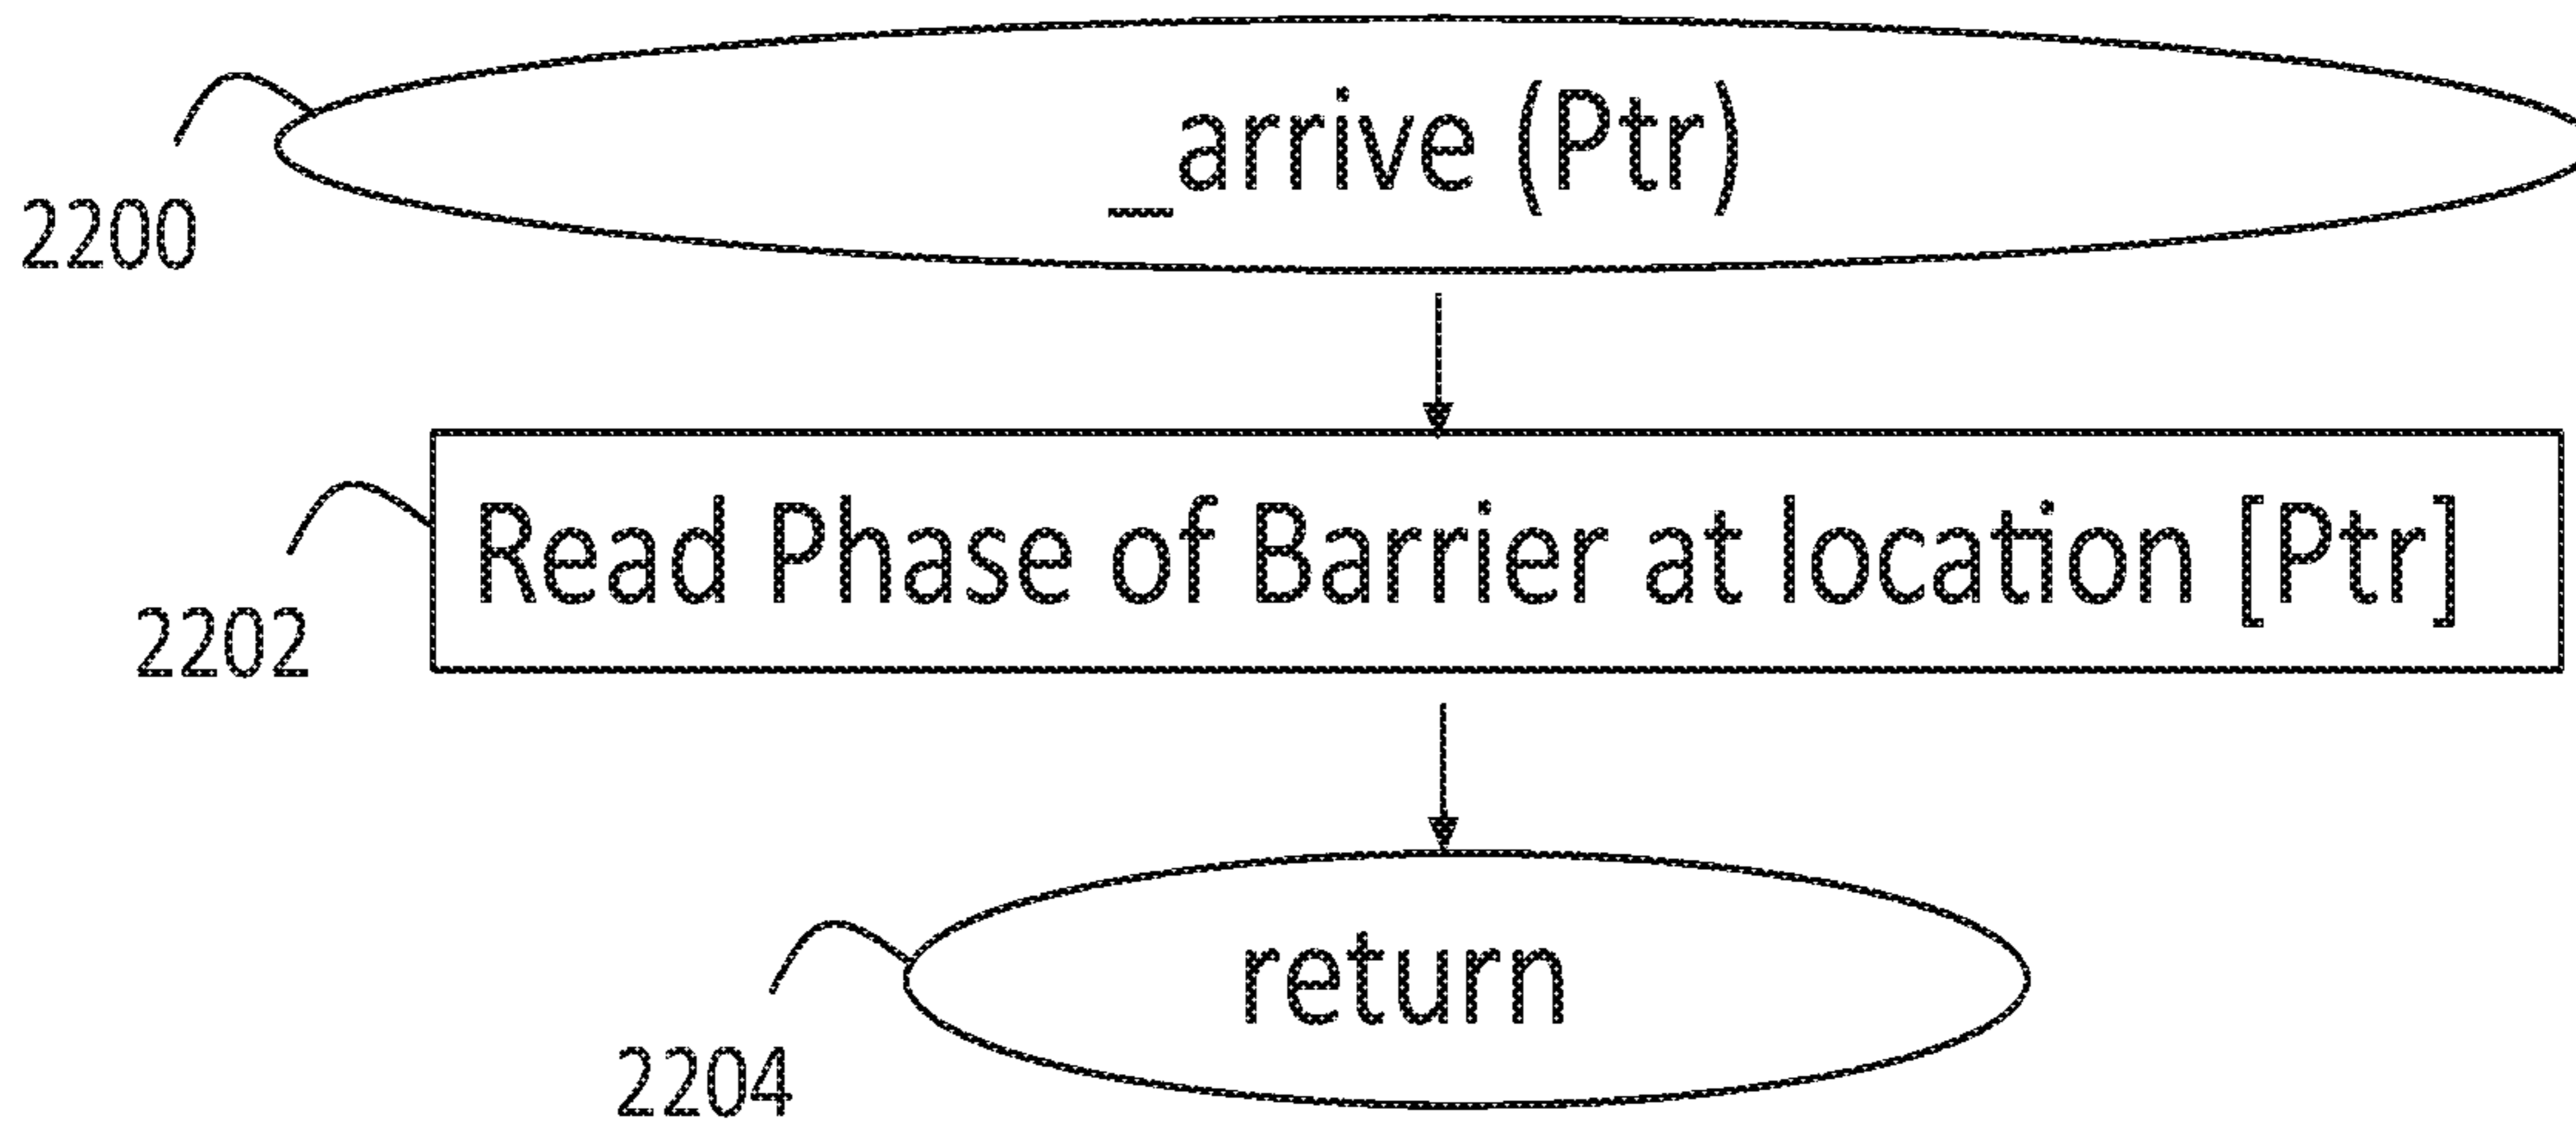 _arrive (Ptr)
2200
Read Phase of Barrier at location [Ptr]
2202
return
2204